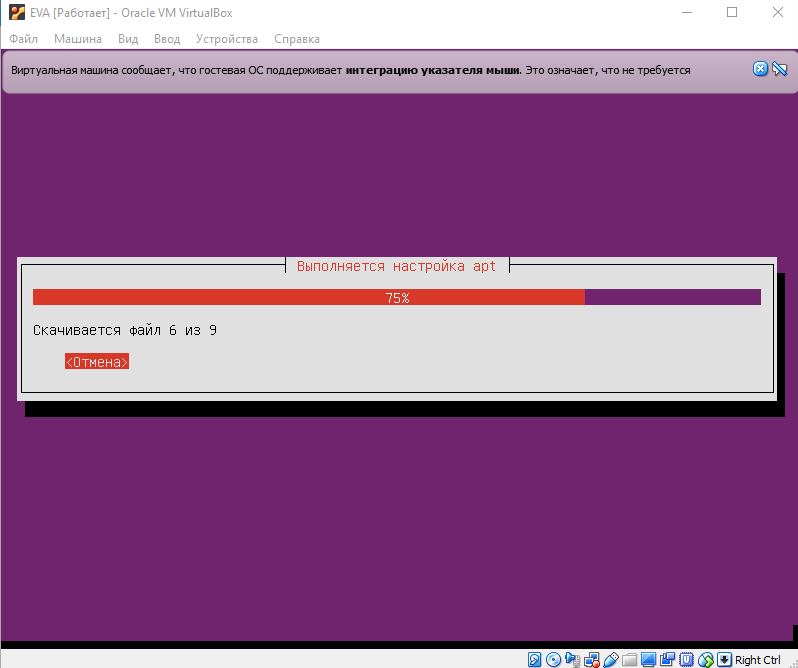 EVA [Работает] - Oracle VM VirtualBox
Файл Машина Вид Ввод Устройства Справка
Виртуальная машина сообщает, что гостевая ОС поддерживает интеграцию указателя мыши. Это означает, что не требуется
Выполняется настройка apt
75%
Скачивается файл 6 из 9
<Отмена>
Right Ctrl